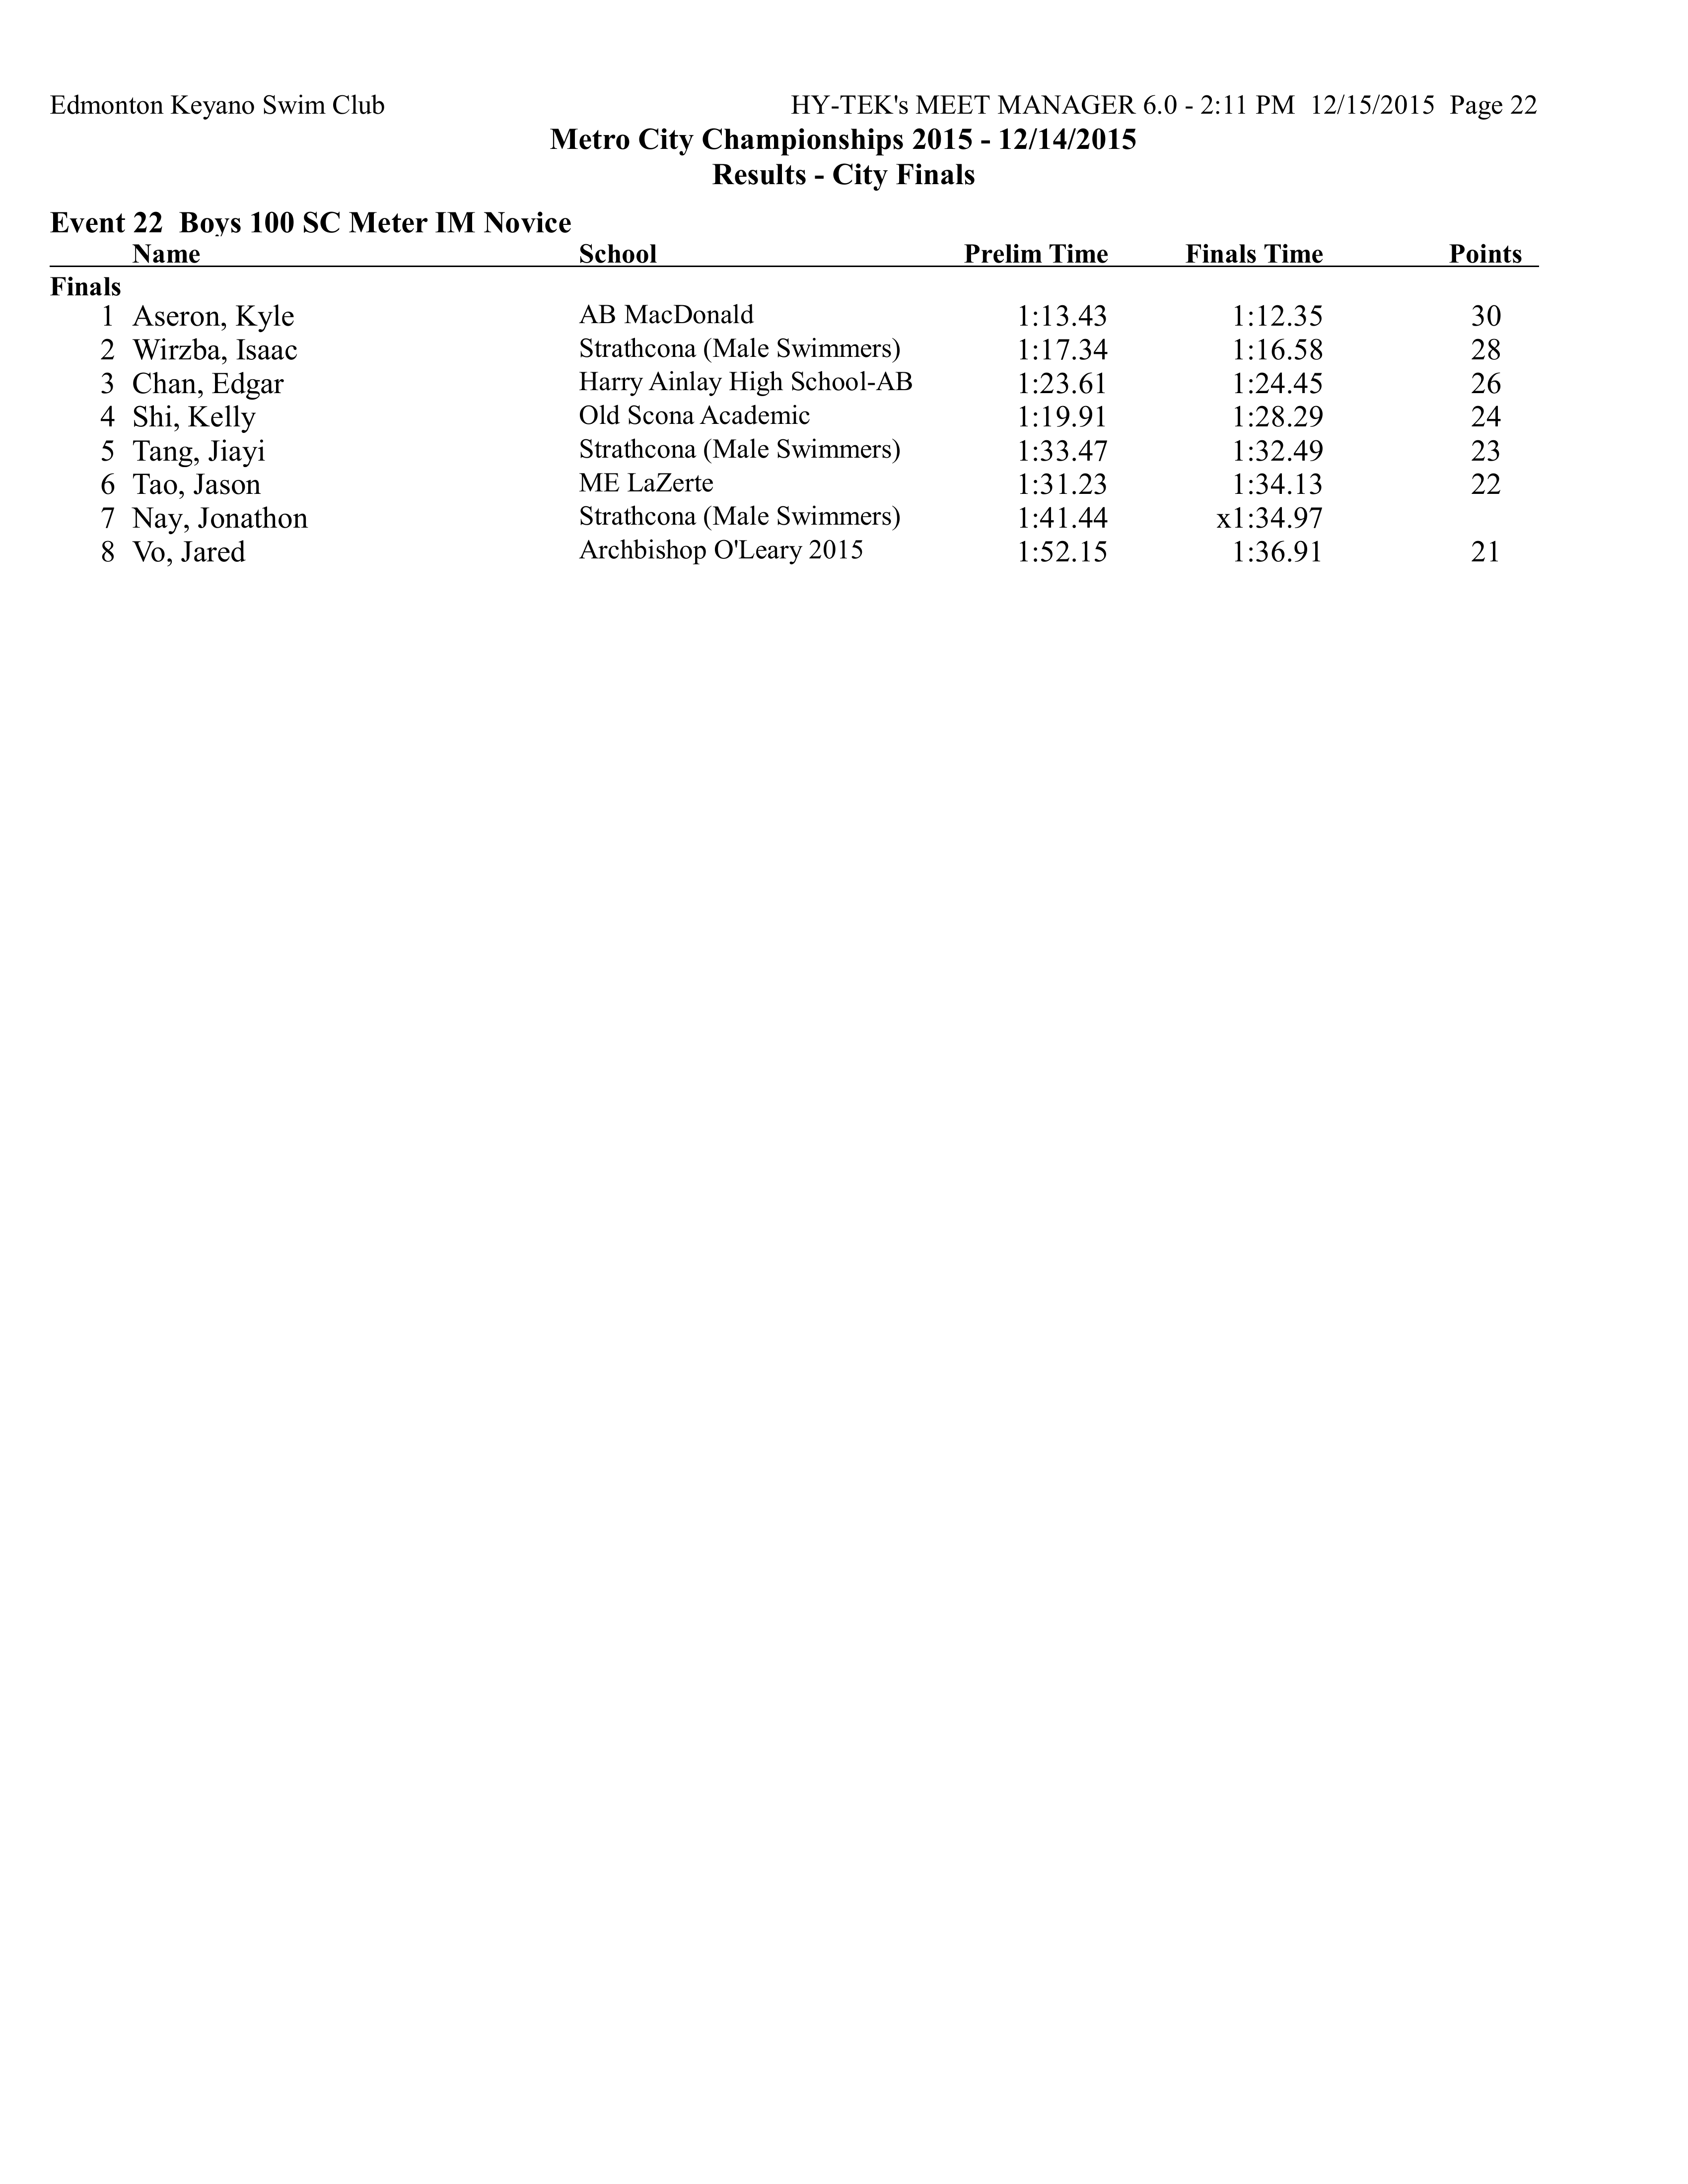 Edmonton Keyano Swim Club HY-TEK's MEET MANAGER 6.0 - 2:11 PM 12/15/2015 Page 22
Metro City Championships 2015 - 12/14/2015
Results - City Finals
Event 22 Boys 100 SC Meter IM Novice
Name School Prelim Time Finals Time Points
Finals
1 Aseron, Kyle AB MacDonald 1:13.43 1:12.35 30
2 Wirzba, Isaac Strathcona (Male Swimmers) 1:17.34 1:16.58 28
3 Chan, Edgar Harry Ainlay High School-AB 1:23.61 1:24.45 26
4 Shi, Kelly Old Scona Academic 1:19.91 1:28.29 24
5 Tang, Jiayi Strathcona (Male Swimmers) 1:33.47 1:32.49 23
6 Tao, Jason ME LaZerte 1:31.23 1:34.13 22
7 Nay, Jonathon Strathcona (Male Swimmers) 1:41.44 x1:34.97
8 Vo, Jared Archbishop O'Leary 2015 1:52.15 1:36.91 21